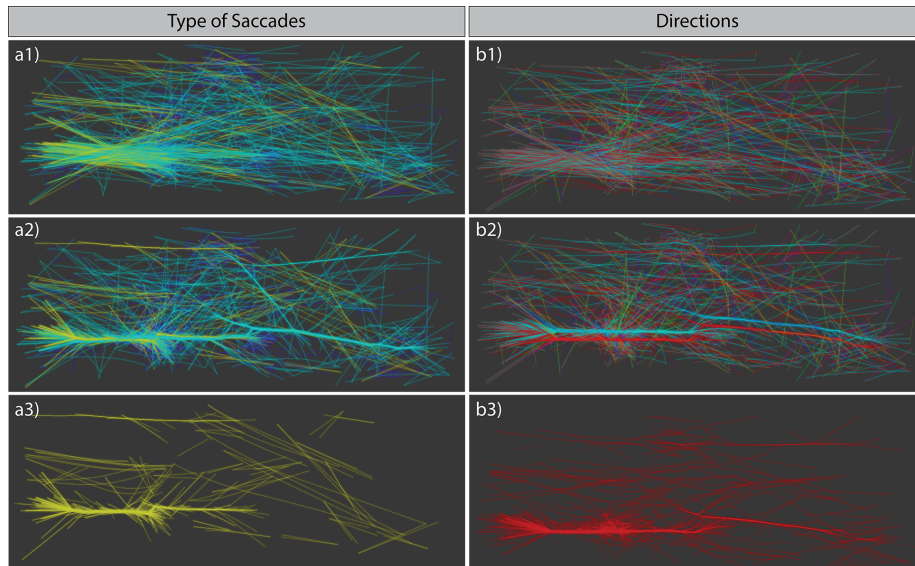 Type of Saccades
Directions
a1)
b1)
a2)
b2)
a3)
b3)